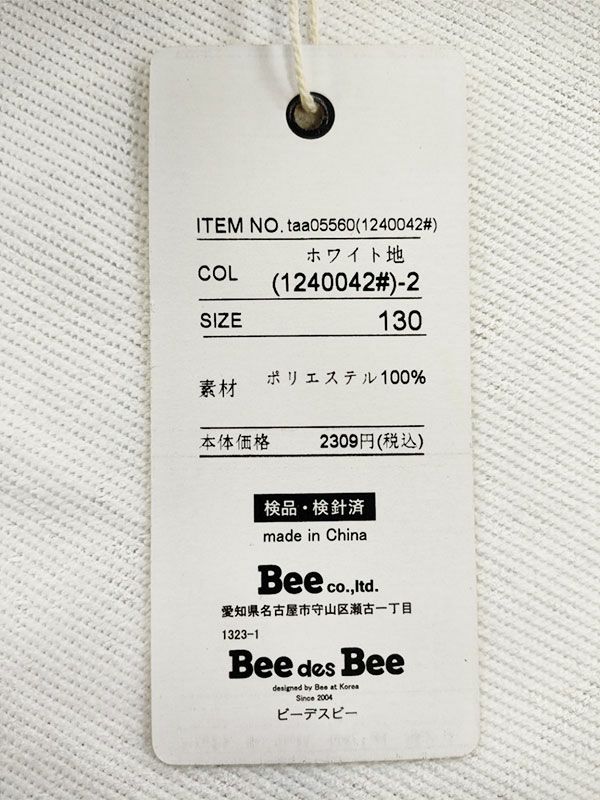 ITEM NO. taa05560(1240042#)
ホワイト地
COL (1240042#)-2
SIZE 130
素材 ポリエステル100%
本体価格 2309円(税込)
検品・検針済
made in China
Bee co.,ltd.
愛知県名古屋市守山区瀬古一丁目
1323-1
Bee des Bee
designed by Bee at Korea
Since 2004
ビーデスビー